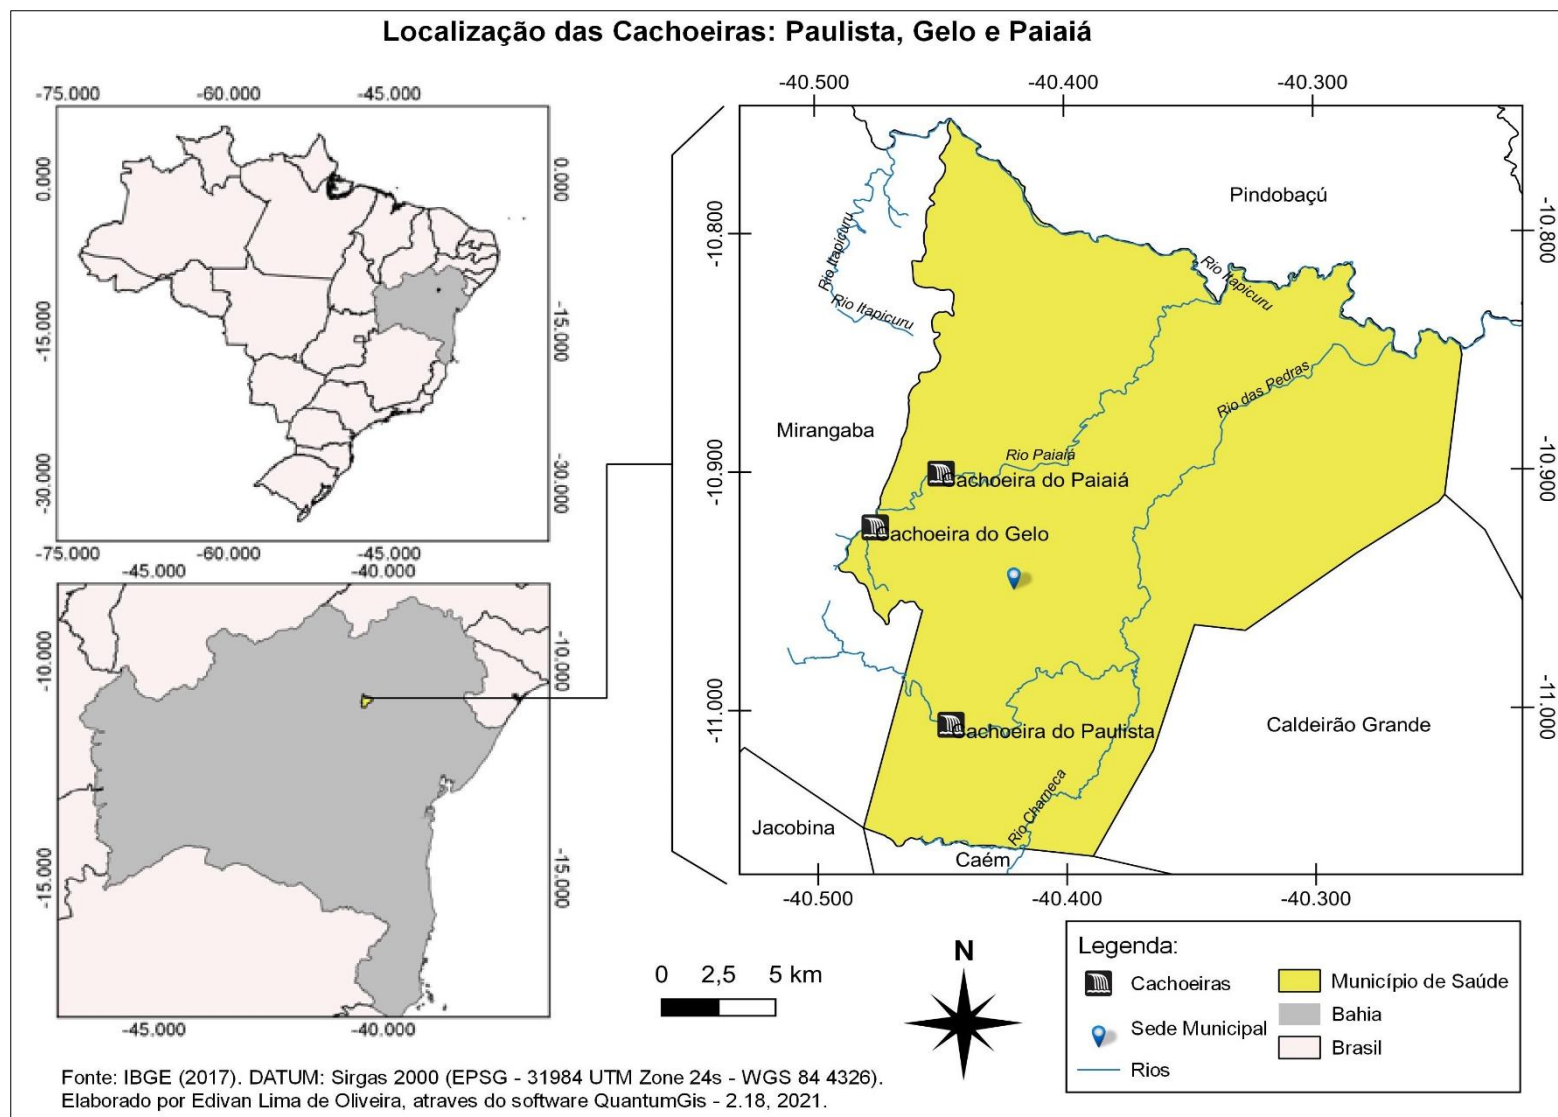 Localização das Cachoeiras: Paulista, Gelo e Paiaiá
-75.000 -60.000 -45.000
0.000
-15.000
-30.000
0.000
-15.000
-30.000
-75.000 -60.000 -45.000
-45.000 -40.000
-10.000
-15.000
-10.000
-15.000
-45.000 -40.000
-40.500 -40.400 -40.300
-10.800
-10.900
-11.000
-10.800
-10.900
-11.000
Pindobaçú
Rio Itapicuru
Rio Itapicuru
Rio Itapicuru
Rio das Pedras
Mirangaba
Rio Paiaiá
Cachoeira do Paiaiá
Cachoeira do Gelo
Cachoeira do Paulista
Caldeirão Grande
Rio Charneca
Jacobina
Caém
-40.500 -40.400 -40.300
0 2,5 5 km
N
Legenda:
Cachoeiras
Sede Municipal
Rios
Município de Saúde
Bahia
Brasil
Fonte: IBGE (2017). DATUM: Sirgas 2000 (EPSG - 31984 UTM Zone 24s - WGS 84 4326).
Elaborado por Edivan Lima de Oliveira, atraves do software QuantumGis - 2.18, 2021.